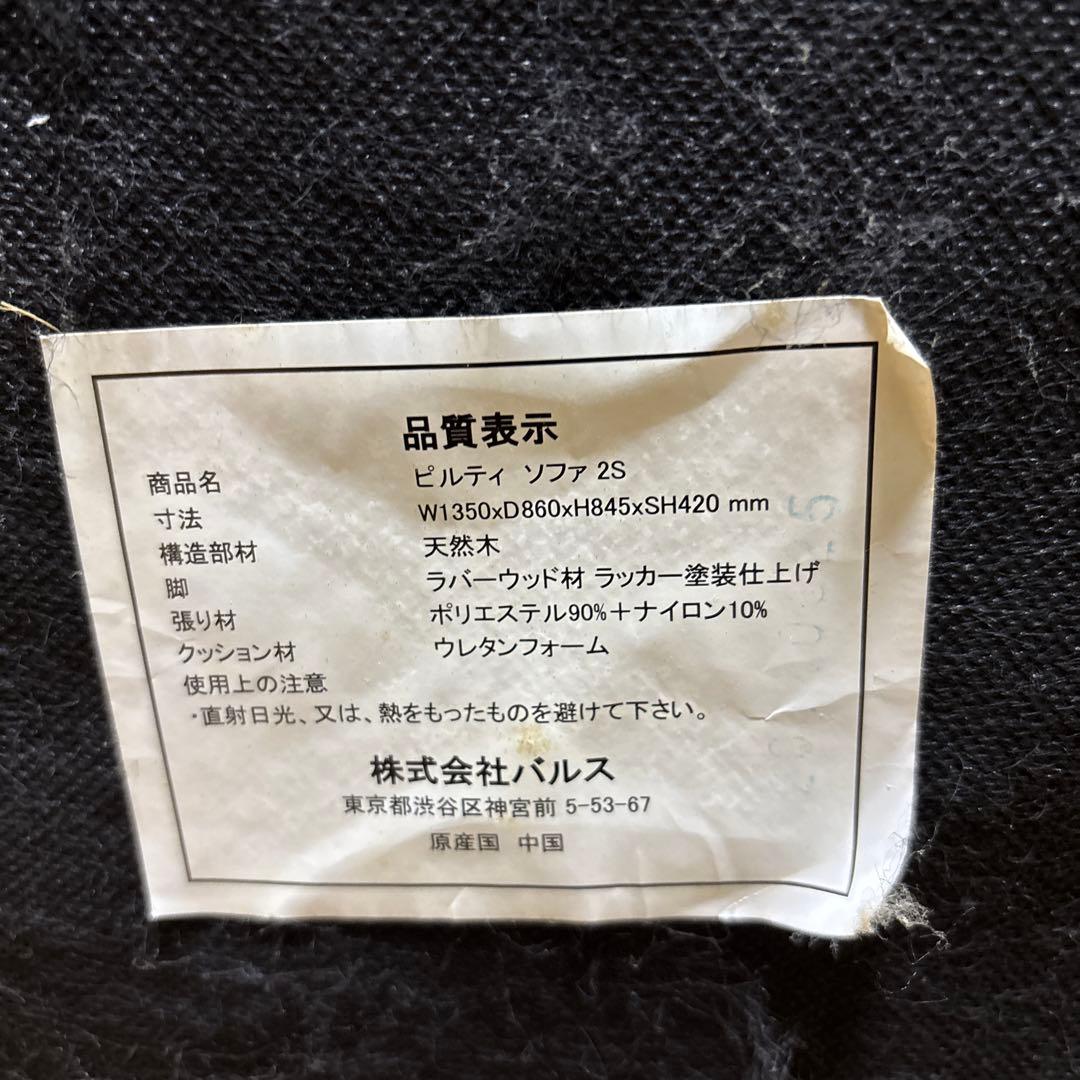 品質表示
商品名 ピルティ ソファ 2S
寸法 W1350xD860xH845xSH420 mm
構造部材 天然木
脚 ラバーウッド材 ラッカー塗装仕上げ
張り材 ポリエステル90%＋ナイロン10%
クッション材 ウレタンフォーム
使用上の注意
・直射日光、又は、熱をもったものを避けて下さい。
株式会社バルス
東京都渋谷区神宮前 5-53-67
原産国 中国